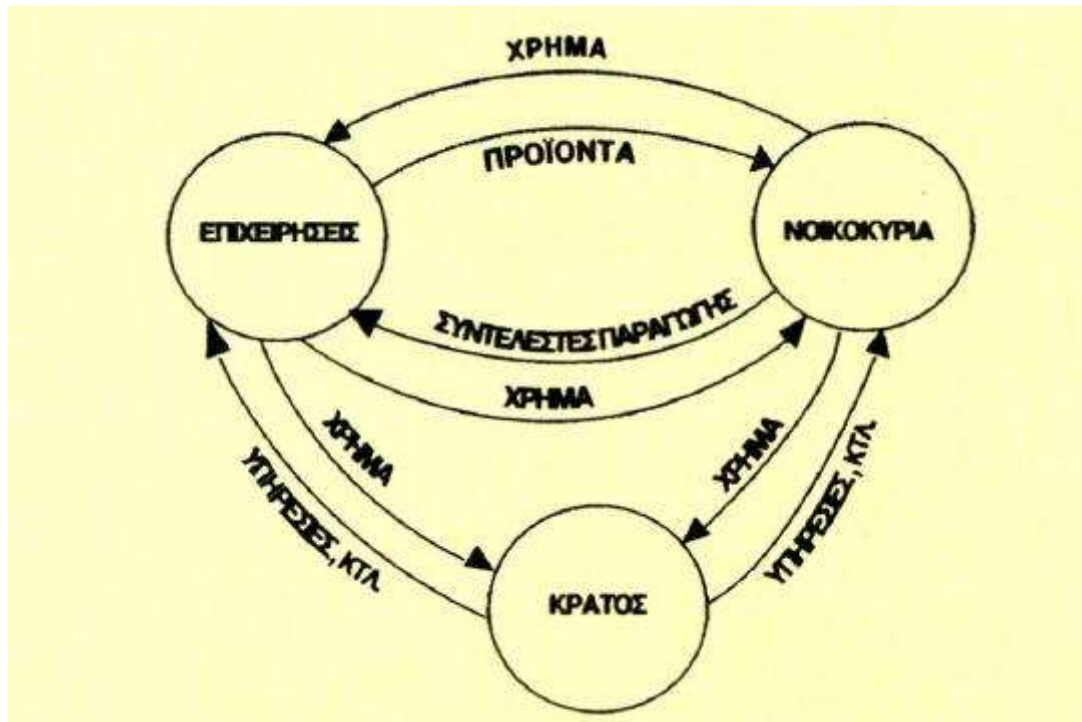 ΧΡΗΜΑ
ΠΡΟΪΟΝΤΑ
ΕΠΙΧΕΙΡΗΣΕΙΣ
ΝΟΙΚΟΚΥΡΙΑ
ΣΥΝΤΕΛΕΣΤΕΣ ΠΑΡΑΓΩΓΗΣ
ΧΡΗΜΑ
ΧΡΗΜΑ
ΧΡΗΜΑ
ΥΠΗΡΕΣΙΕΣ, ΚΤΛ.
ΥΠΗΡΕΣΙΕΣ, ΚΤΛ.
ΚΡΑΤΟΣ